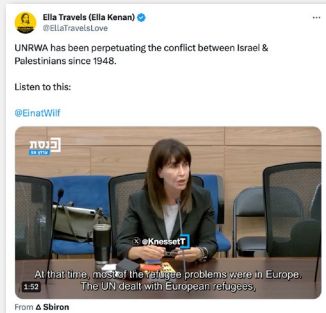 Ella Travels (Ella Kenan)
@EllaTravelsLove
UNRWA has been perpetuating the conflict between Israel &
Palestinians since 1948.
Listen to this:
@EinatWilf
כנסת
@KnessetT
At that time, most of the refugee problems were in Europe.
The UN dealt with European refugees,
1:52
From Δ Sbiron